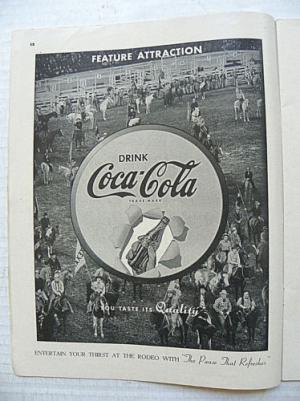 FEATURE ATTRACTION
DRINK
Coca-Cola
TRADE-MARK
YOU TASTE ITS Quality
ENTERTAIN YOUR THIRST AT THE RODEO WITH "The Pause That Refreshes"